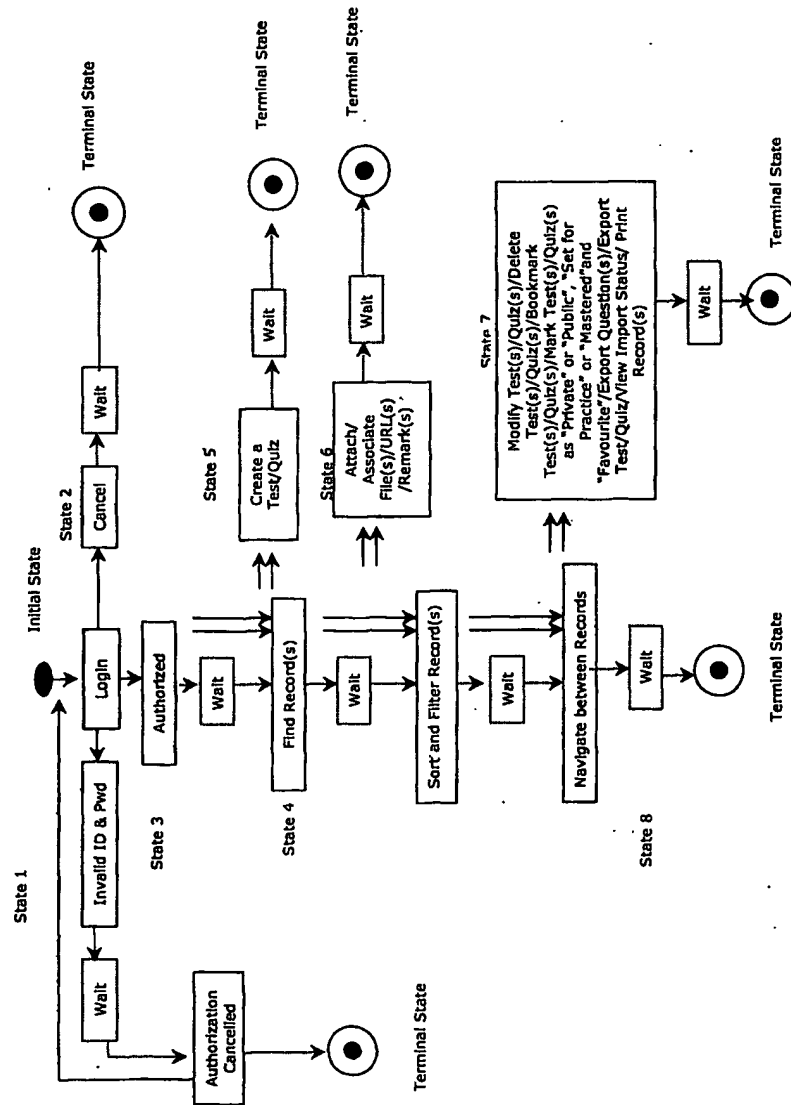 Initial State
State 1
Login
State 2
Cancel
Wait
Terminal State
Invalid ID & Pwd
Wait
Authorization
Cancelled
Terminal State
State 3
Authorized
Wait
State 4
Find Record(s)
State 5
Create a
Test/Quiz
Wait
Terminal State
Wait
State 6
Attach/
Associate
File(s)/URL(s)
/Remark(s)
Wait
Terminal State
Sort and Filter Record(s)
Wait
State 7
Modify Test(s)/Quiz(s)/Delete
Test(s)/Quiz(s)/Bookmark
Test(s)/Quiz(s)/Mark Test(s)/Quiz(s)
as "Private" or "Public", "Set for
Practice" or "Mastered"and
"Favourite"/Export Question(s)/Export
Test/Quiz/View Import Status/ Print
Record(s)
Wait
Terminal State
Navigate between Records
State 8
Wait
Terminal State